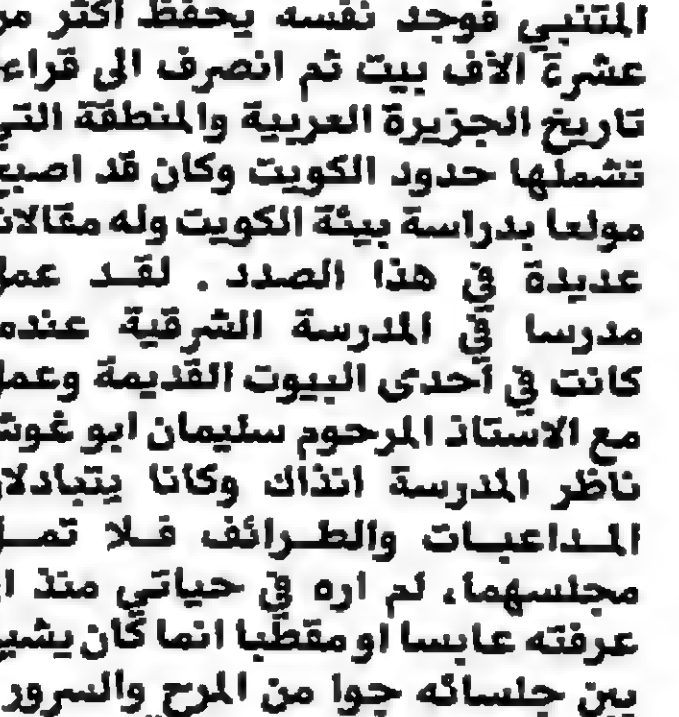 المتنبي فوجد نفسه يحفظ اكثر من
عشرة الاف بيت ثم انصرف الى قراءة
تاريخ الجزيرة العربية والمنطقة التي
تشملها حدود الكويت وكان قد اصبح
مولعا بدراسة بيئة الكويت وله مقالات
عديدة في هذا الصدد . لقد عمل
مدرسا في المدرسة الشرقية عندما
كانت في أحدى البيوت القديمة وعمل
مع الاستاذ المرحوم سليمان ابو غوش
ناظر المدرسة انذاك وكانا يتبادلان
المداعبات والطرائف فلا تمل
مجلسهما، لم اره في حياتي منذ ان
عرفته عابسا او مقطبا انما كان يشيع
بين جلسائه جوا من المرح والسرور